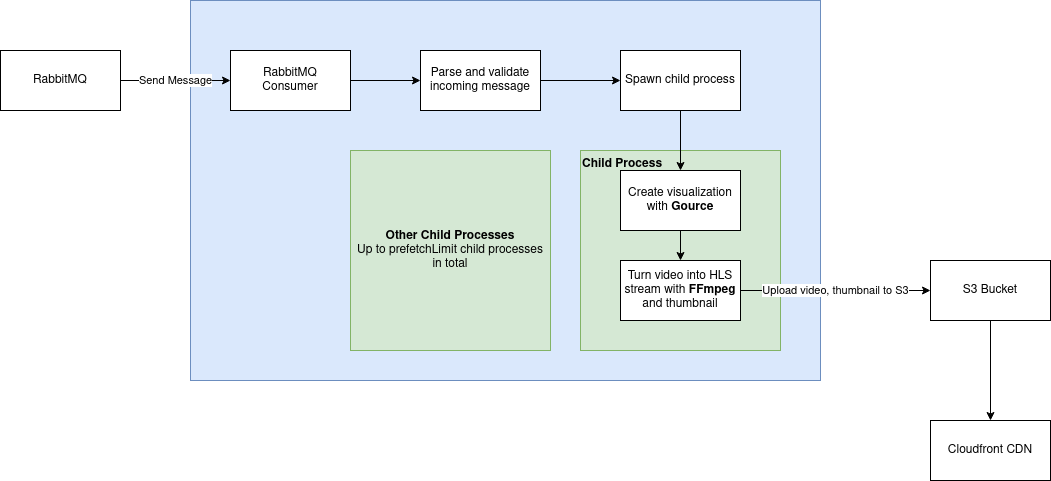 RabbitMQ
Send Message
RabbitMQ
Consumer
Parse and validate
incoming message
Spawn child process
Child Process
Create visualization
with Gource
Other Child Processes
Up to prefetchLimit child processes
in total
Turn video into HLS
stream with FFmpeg
and thumbnail
Upload video, thumbnail to S3
S3 Bucket
Cloudfront CDN